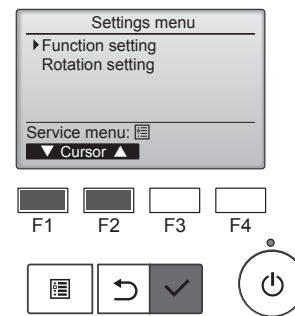 Settings menu
Function setting
Rotation setting
Service menu:
Cursor
F1 F2 F3 F4